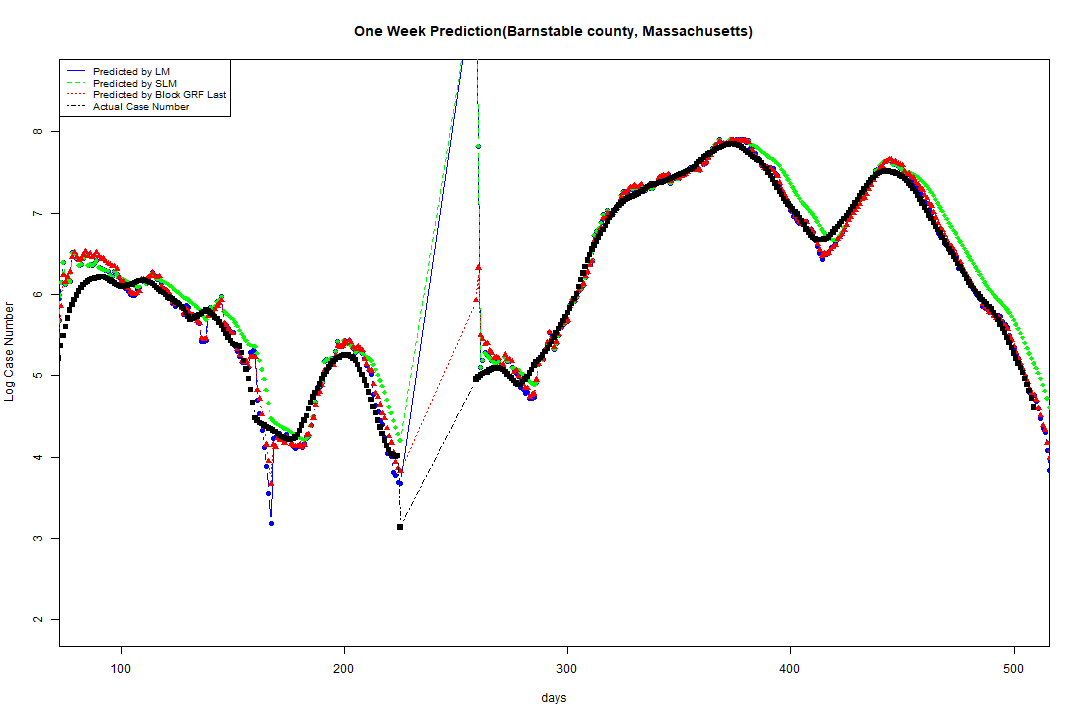 One Week Prediction(Barnstable county, Massachusetts)
Predicted by LM
Predicted by SLM
Predicted by Block GRF Last
Actual Case Number
8
7
6
5
4
3
2
Log Case Number
100 200 300 400 500
days